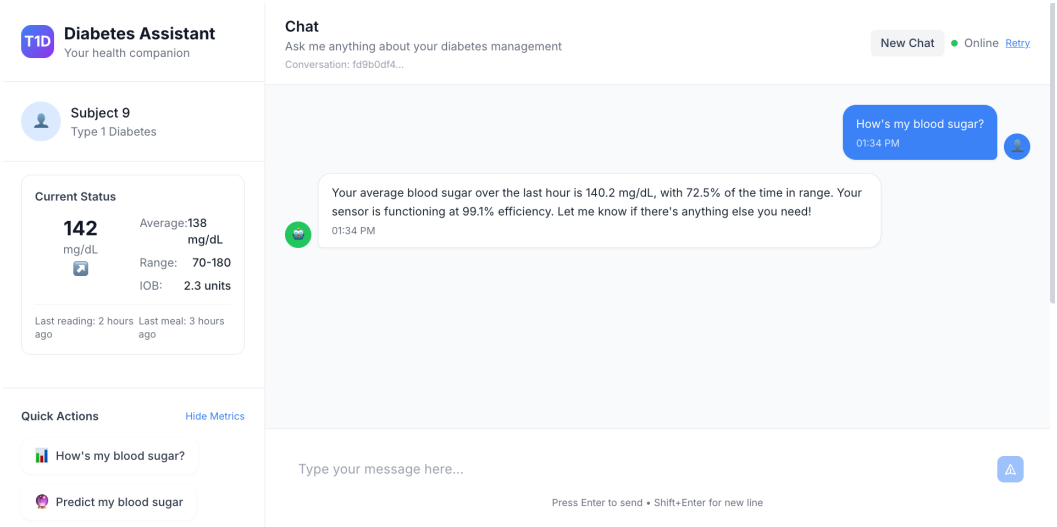 T1D
Diabetes Assistant
Your health companion
Subject 9
Type 1 Diabetes
Current Status
142
mg/dL
Average: 138
mg/dL
Range: 70-180
IOB: 2.3 units
Last reading: 2 hours
ago
Last meal: 3 hours
ago
Quick Actions
Hide Metrics
How's my blood sugar?
Predict my blood sugar
Chat
Ask me anything about your diabetes management
Conversation: fd9b0df4...
New Chat
Online
Retry
How's my blood sugar?
01:34 PM
Your average blood sugar over the last hour is 140.2 mg/dL, with 72.5% of the time in range. Your
sensor is functioning at 99.1% efficiency. Let me know if there's anything else you need!
01:34 PM
Type your message here...
Press Enter to send • Shift+Enter for new line